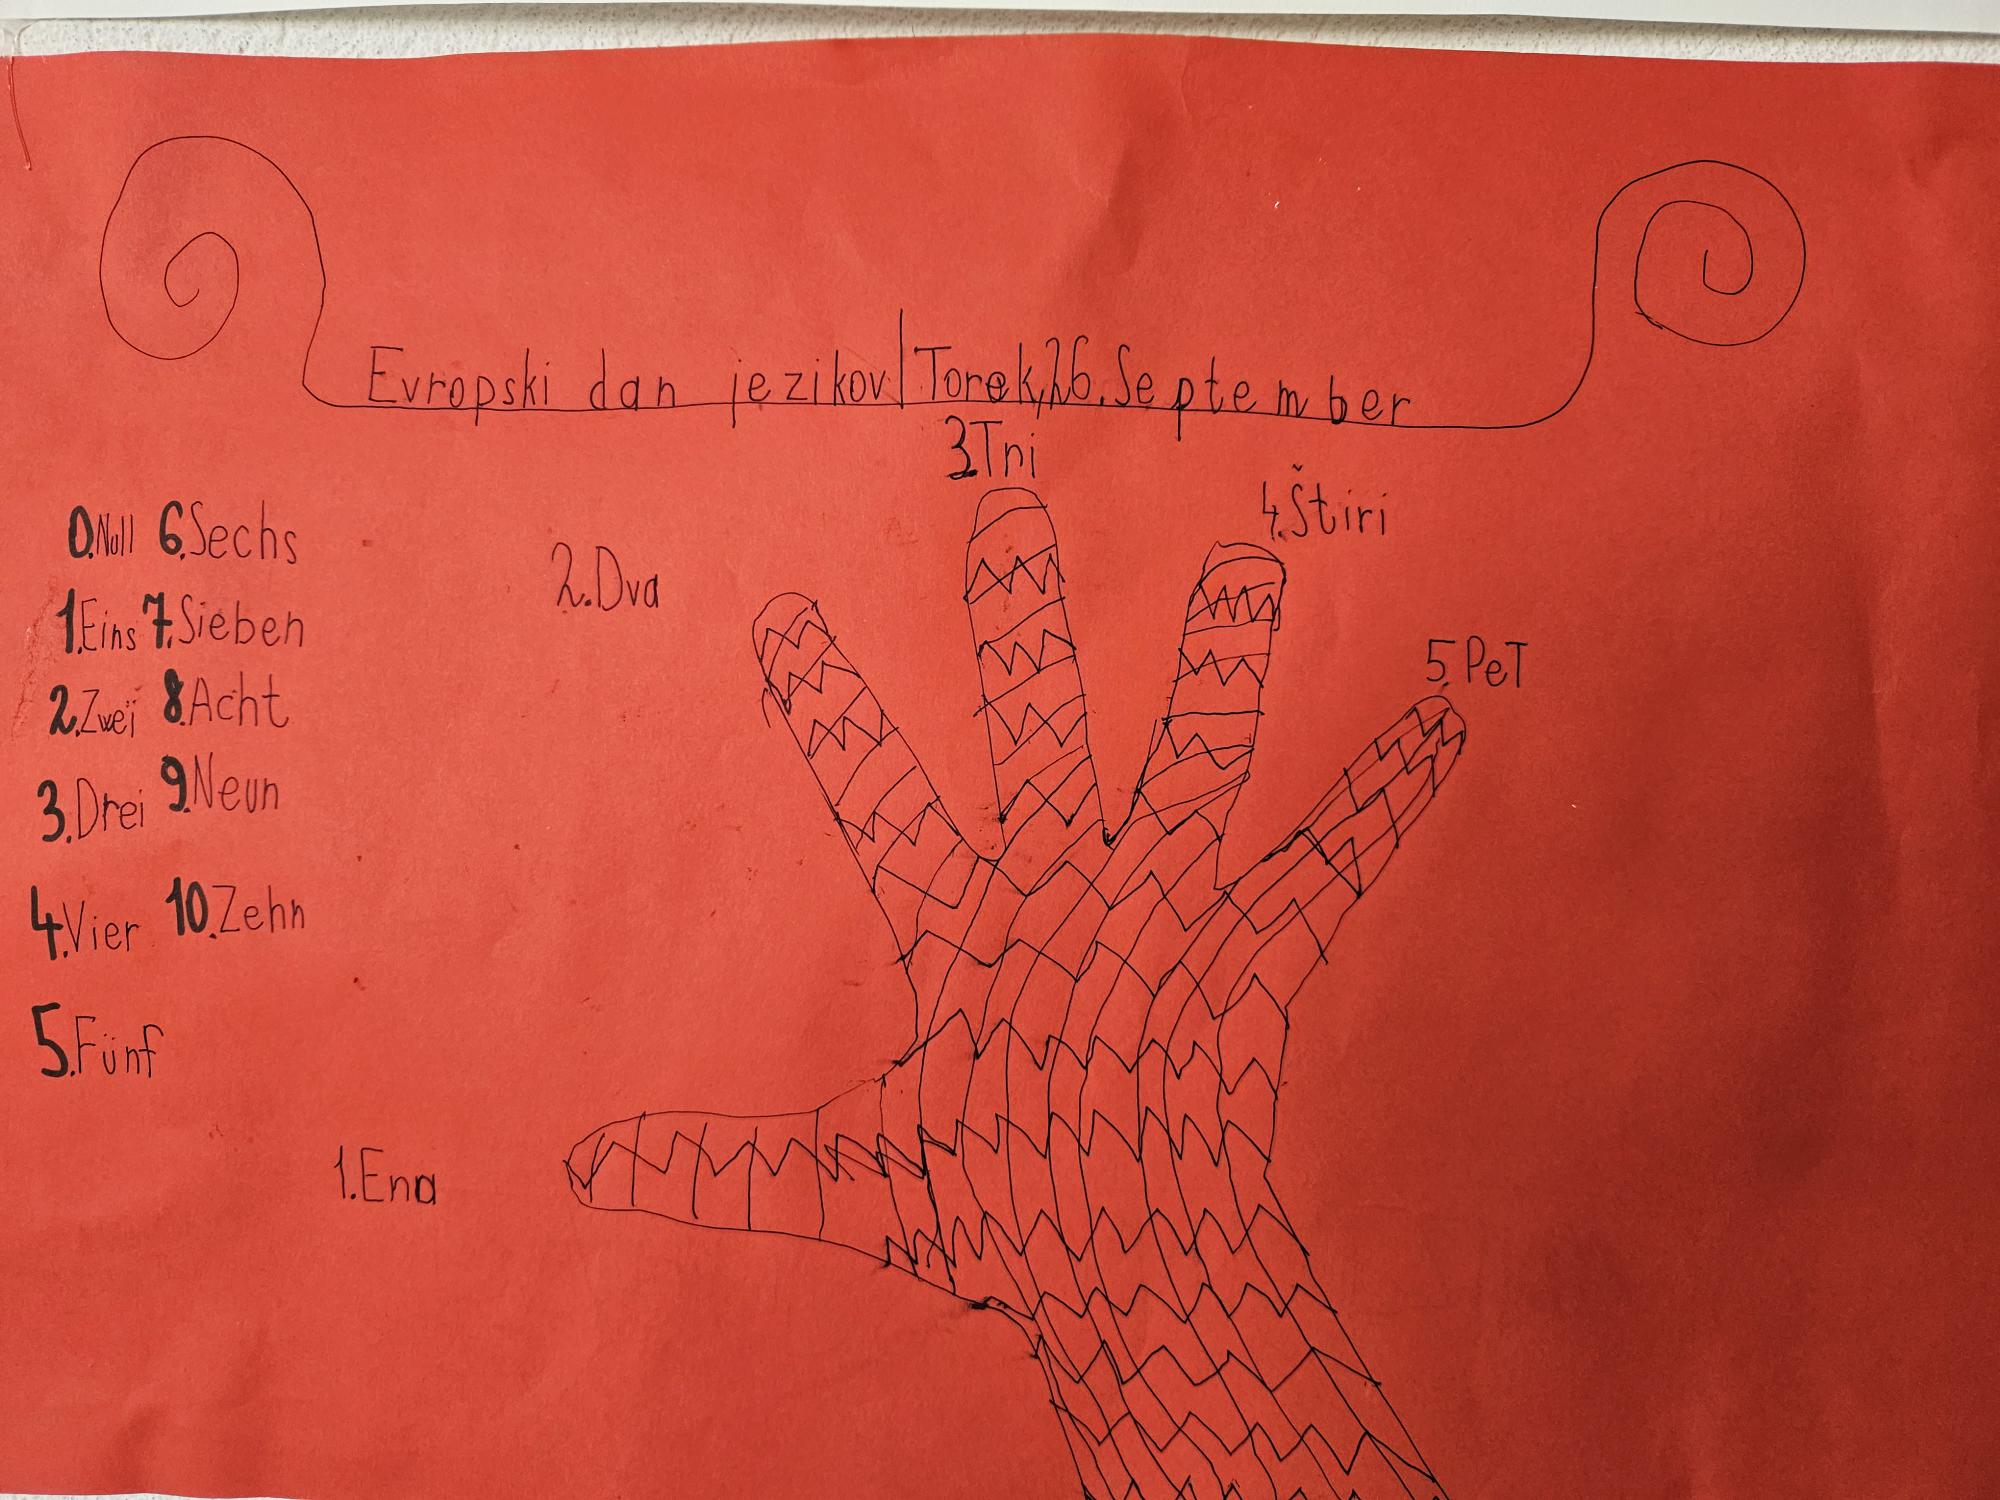 Evropski dan jezikov | Torek, 26. September
3.Tri
4.Štiri
2.Dva
5.PeT
1.Ena
0.Null 6.Sechs
1.Eins 7.Sieben
2.Zweï 8.Acht
3.Drei 9.Neun
4.Vier 10.Zehn
5.Fünf